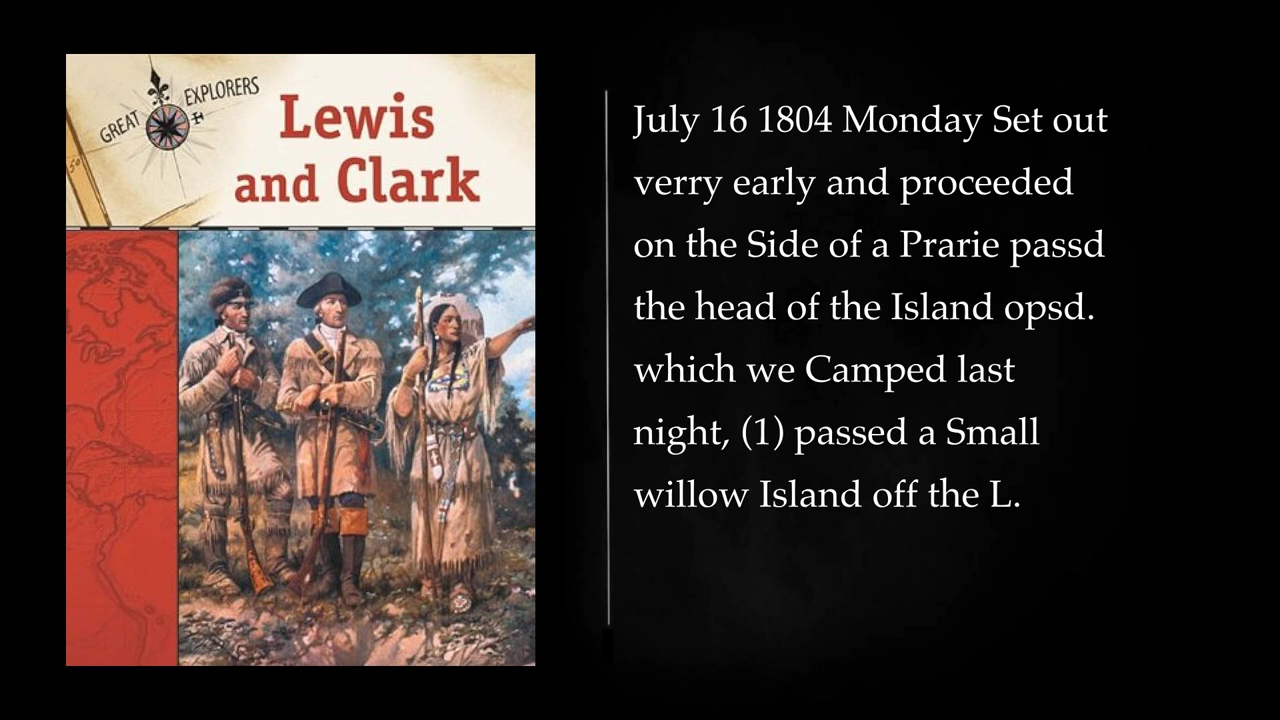 GREAT EXPLORERS
Lewis
and Clark
50
July 16 1804 Monday Set out
verry early and proceeded
on the Side of a Prarie passd
the head of the Island opsd.
which we Camped last
night, (1) passed a Small
willow Island off the L.